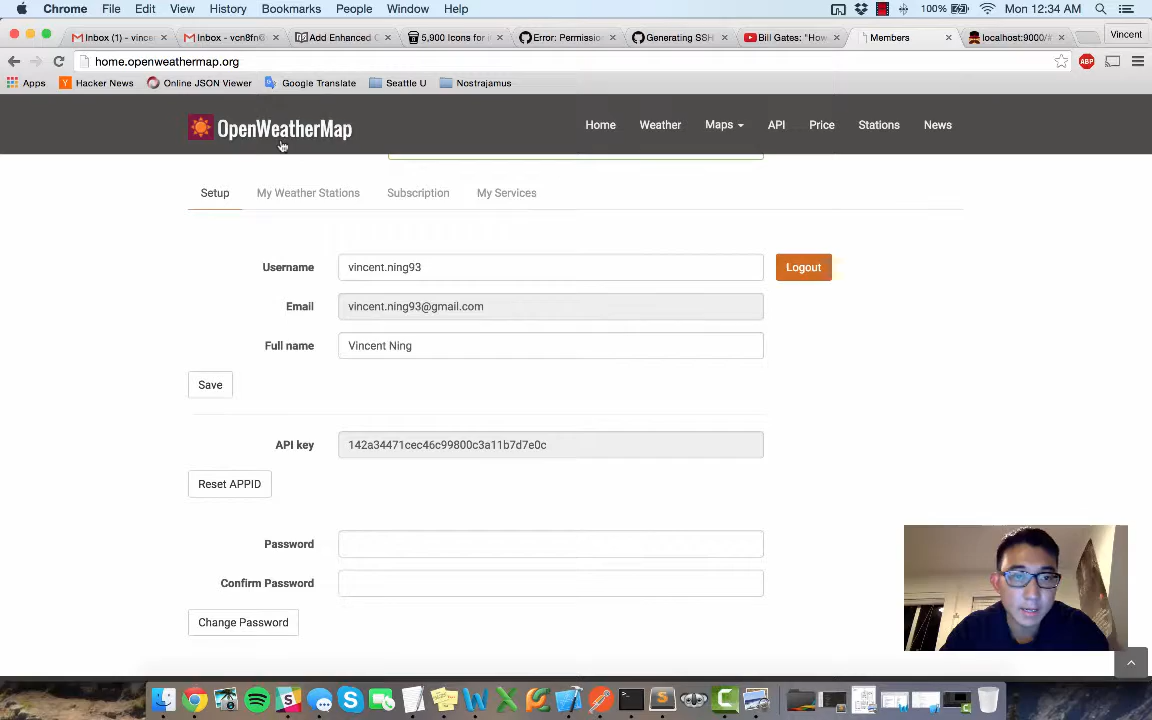 Chrome File Edit View History Bookmarks People Window Help 100% Mon 12:34 AM
Inbox (1) - vince Inbox - vcn8fn@ Add Enhanced C 5,900 Icons for i Error: Permissio Generating SSH Bill Gates: "How Members localhost:9000/# Vincent
home.openweathermap.org ABP
Apps Hacker News Online JSON Viewer Google Translate Seattle U Nostrajamus
OpenWeatherMap Home Weather Maps API Price Stations News
Setup My Weather Stations Subscription My Services
Username vincent.ning93 Logout
Email vincent.ning93@gmail.com
Full name Vincent Ning
Save
API key 142a34471cec46c99800c3a11b7d7e0c
Reset APPID
Password
Confirm Password
Change Password